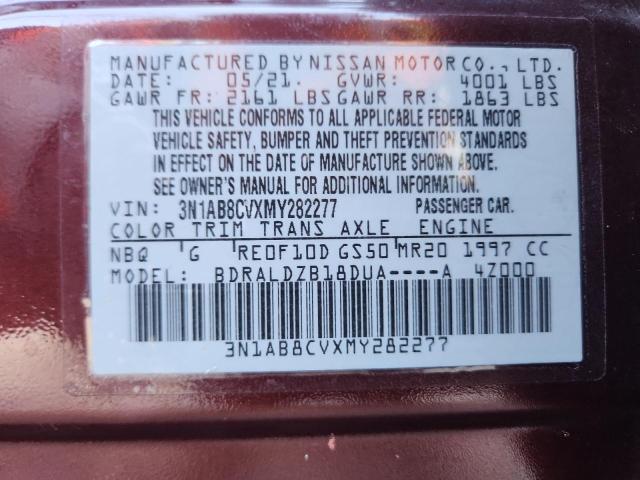 MANUFACTURED BY NISSAN MOTOR CO., LTD.
DATE: 05/21. GVWR: 4001 LBS
GAWR FR: 2161 LBS GAWR RR: 1863 LBS
THIS VEHICLE CONFORMS TO ALL APPLICABLE FEDERAL MOTOR
VEHICLE SAFETY, BUMPER AND THEFT PREVENTION STANDARDS
IN EFFECT ON THE DATE OF MANUFACTURE SHOWN ABOVE.
SEE OWNER'S MANUAL FOR ADDITIONAL INFORMATION.
VIN: 3N1AB8CVXMY282277 PASSENGER CAR.
COLOR TRIM TRANS AXLE ENGINE
NBQ G RE0F10D GS50 MR20 1997 CC
MODEL: BDRALDZB18DUA----A 4Z000
3N1AB8CVXMY282277